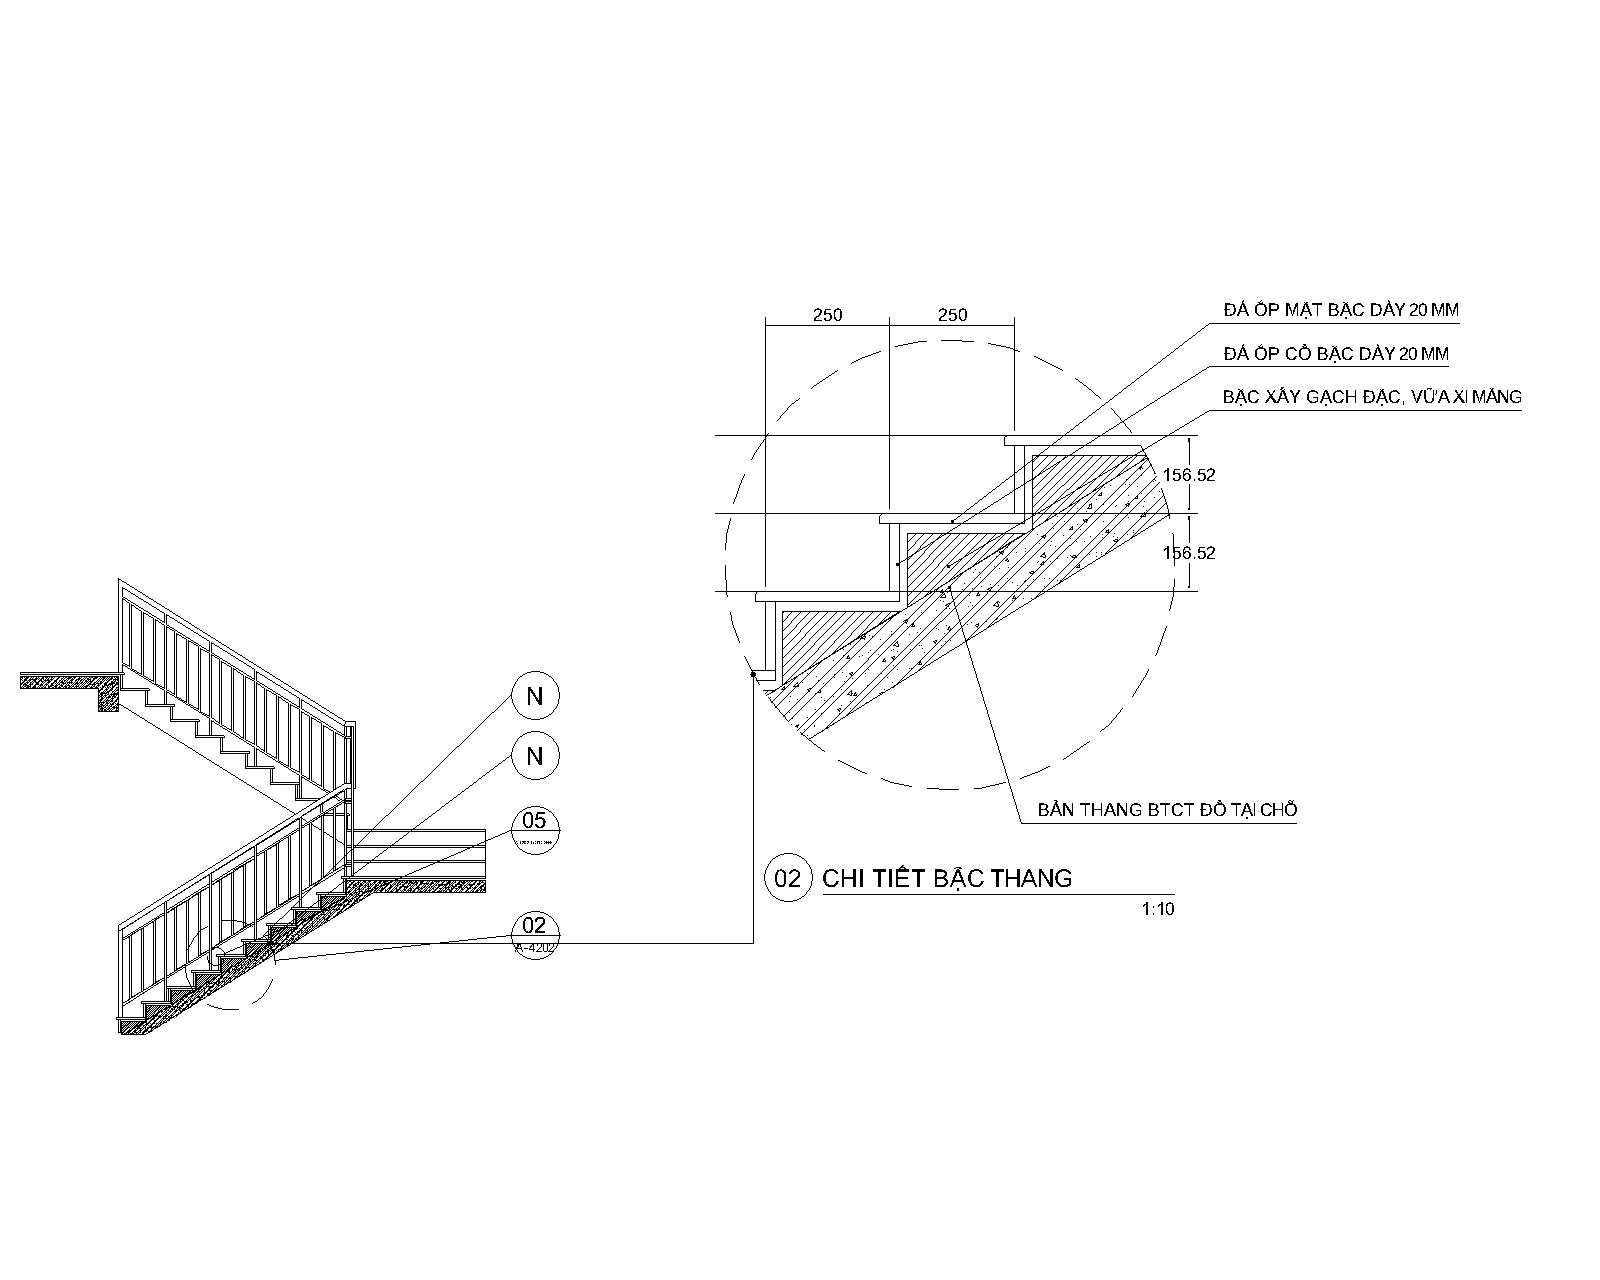 250
250
ĐÁ ỐP MẶT BẬC DÀY 20 MM
ĐÁ ỐP CỔ BẬC DÀY 20 MM
BẬC XÂY GẠCH ĐẶC, VỮA XI MĂNG
156.52
156.52
N
N
05
02
A-4202
BẢN THANG BTCT ĐỔ TẠI CHỖ
02
CHI TIẾT BẬC THANG
1:10